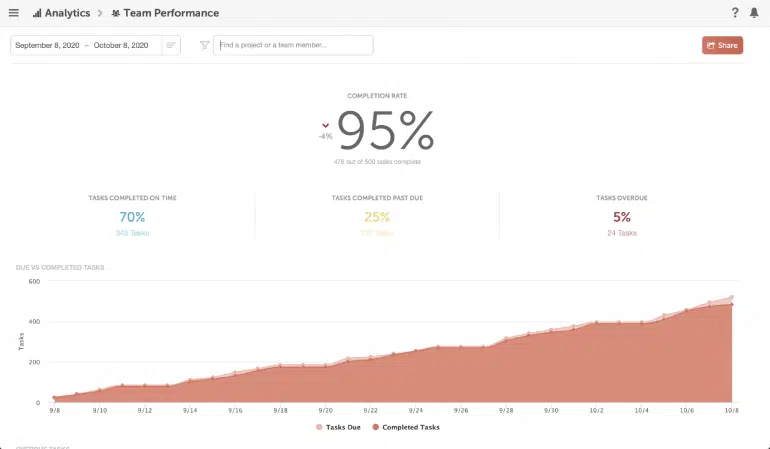 Analytics > Team Performance
?
September 8, 2020 – October 8, 2020
Find a project or a team member...
Share
COMPLETION RATE
-4%
95%
476 out of 500 tasks complete
TASKS COMPLETED ON TIME
TASKS COMPLETED PAST DUE
TASKS OVERDUE
70%
25%
5%
Tasks
Tasks
24 Tasks
DUE VS COMPLETED TASKS
600
400
200
0
Tasks
9/8
9/10
9/12
9/14
9/16
9/18
9/20
9/22
9/24
9/26
9/28
9/30
10/2
10/4
10/6
10/8
Tasks Due
Completed Tasks
OVERDUE TASKS